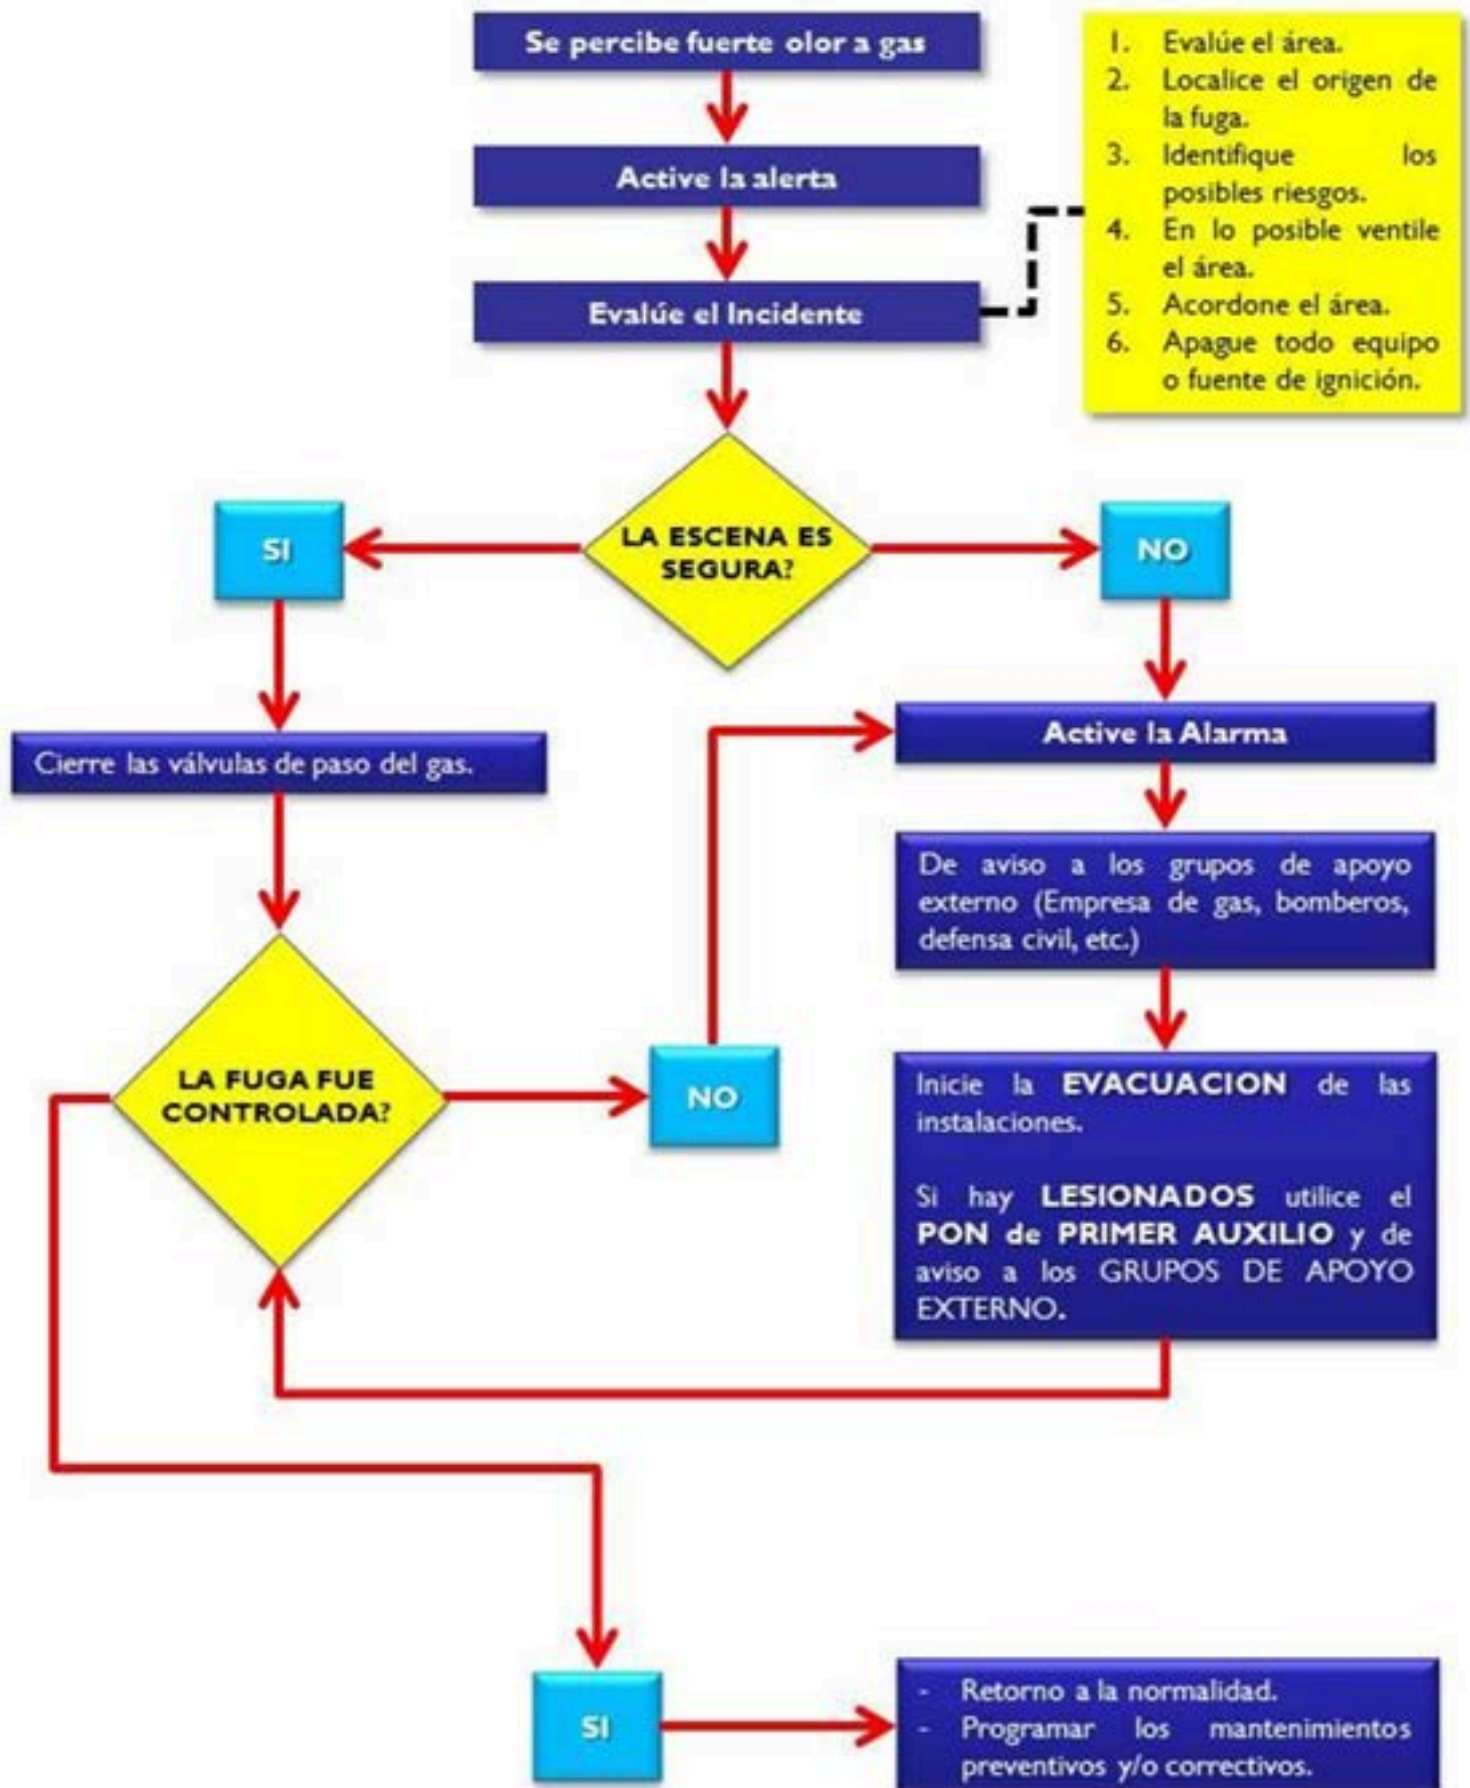 Se percibe fuerte olor a gas
Active la alerta
Evalúe el Incidente
1. Evalúe el área.
2. Localice el origen de
la fuga.
3. Identifique los
posibles riesgos.
4. En lo posible ventile
el área.
5. Acordone el área.
6. Apague todo equipo
o fuente de ignición.
LA ESCENA ES
SEGURA?
SI
NO
Cierre las válvulas de paso del gas.
Active la Alarma
De aviso a los grupos de apoyo
externo (Empresa de gas, bomberos,
defensa civil, etc.)
LA FUGA FUE
CONTROLADA?
NO
Inicie la EVACUACION de las
instalaciones.
Si hay LESIONADOS utilice el
PON de PRIMER AUXILIO y de
aviso a los GRUPOS DE APOYO
EXTERNO.
SI
- Retorno a la normalidad.
- Programar los mantenimientos
preventivos y/o correctivos.